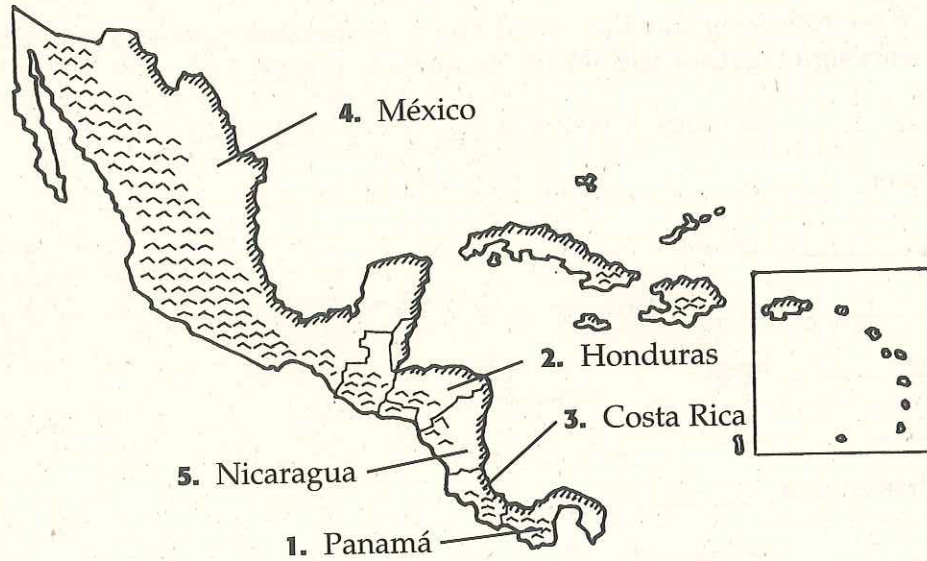 4. México
2. Honduras
3. Costa Rica
5. Nicaragua
1. Panamá